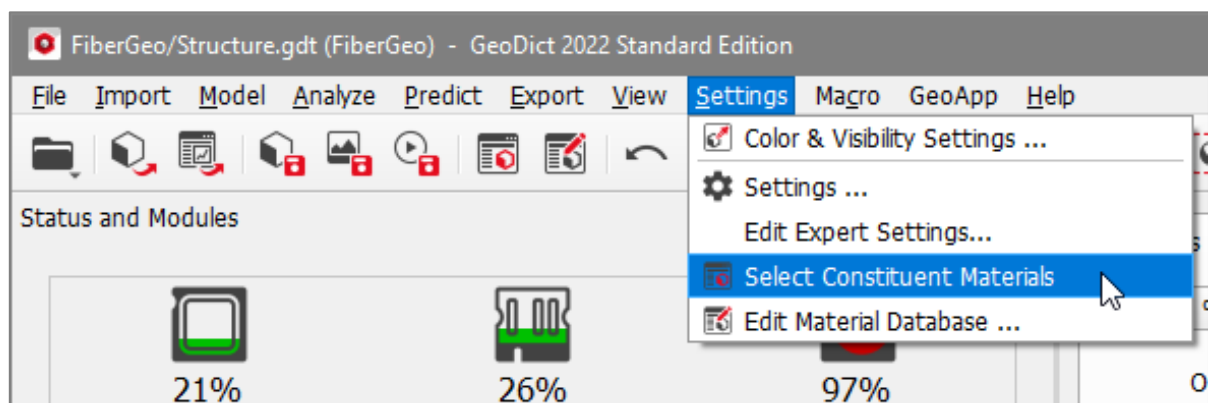 FiberGeo/Structure.gdt (FiberGeo) - GeoDict 2022 Standard Edition
File Import Model Analyze Predict Export View Settings Macro GeoApp Help
Color & Visibility Settings ...
Settings ...
Status and Modules
Edit Expert Settings...
Select Constituent Materials
Edit Material Database ...
21% 26% 97%